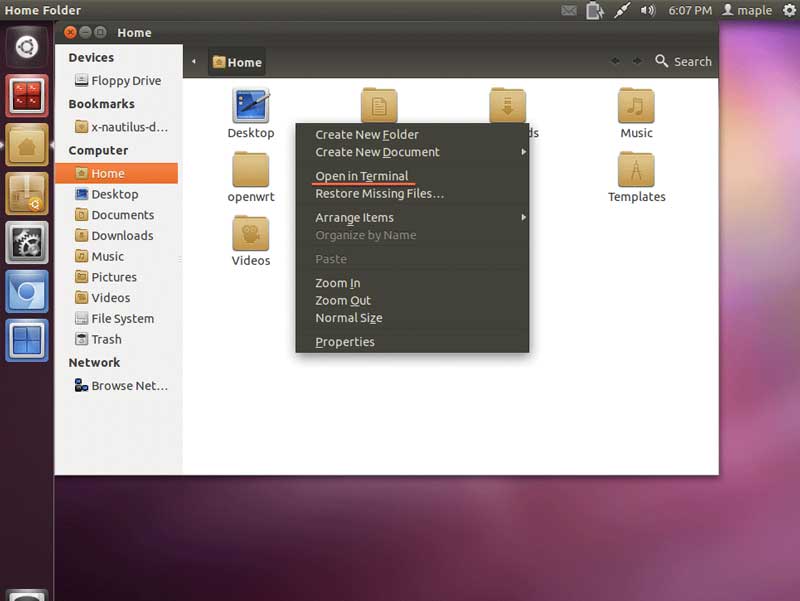 Home Folder
6:07 PM
maple
Home
Devices
Floppy Drive
Bookmarks
x-nautilus-d...
Computer
Home
Desktop
Documents
Downloads
Music
Pictures
Videos
File System
Trash
Network
Browse Net...
Home
Search
Desktop
ds
Music
openwrt
Templates
Videos
Create New Folder
Create New Document
Open in Terminal
Restore Missing Files...
Arrange Items
Organize by Name
Paste
Zoom In
Zoom Out
Normal Size
Properties